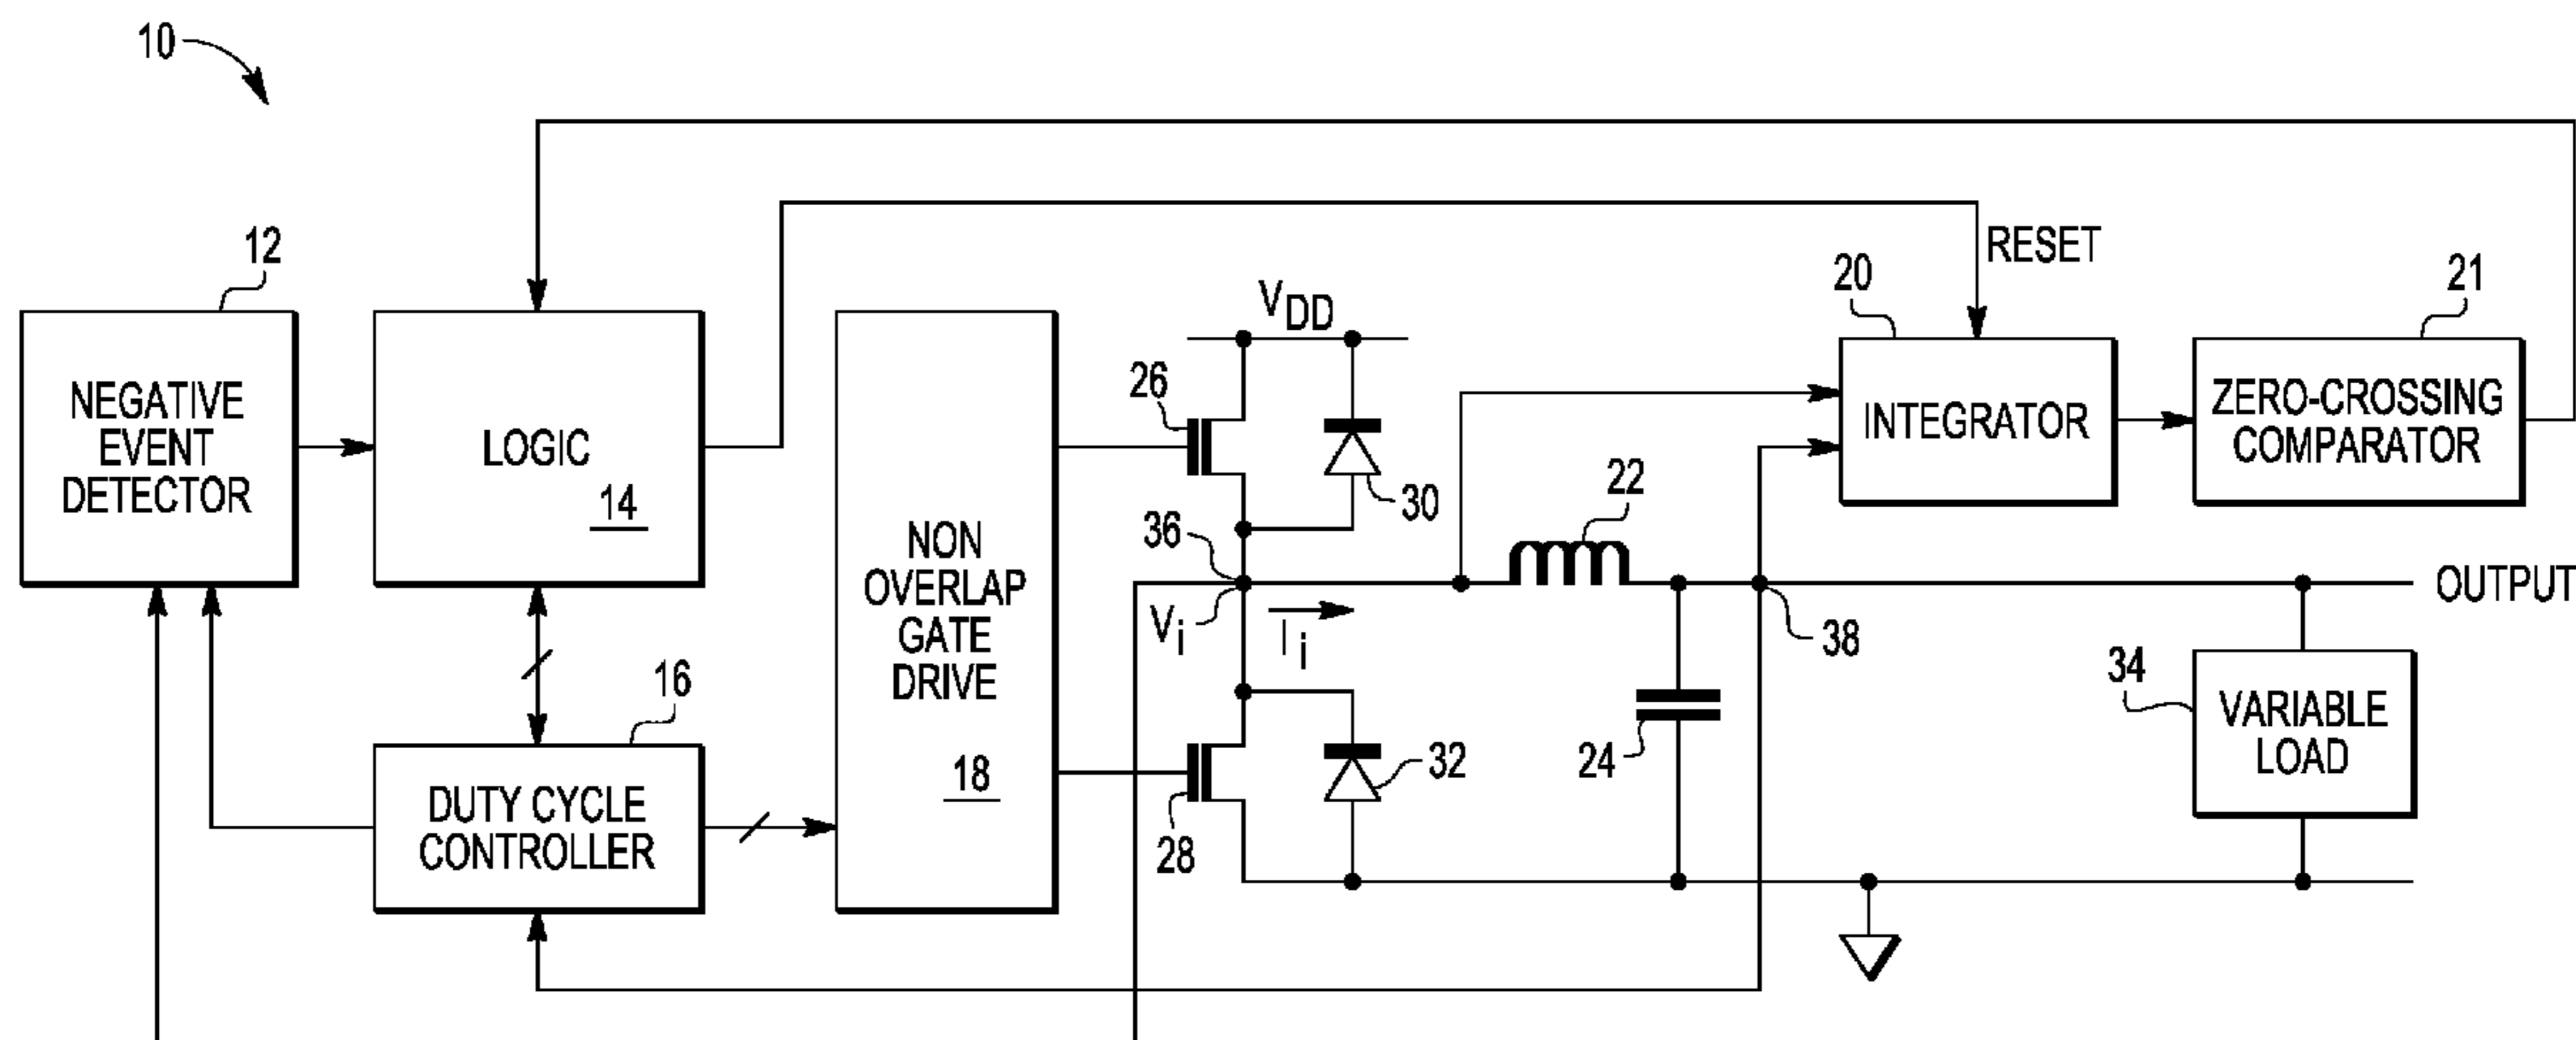 10
12
NEGATIVE
EVENT
DETECTOR
LOGIC
14
16
DUTY CYCLE
CONTROLLER
NON
OVERLAP
GATE
DRIVE
18
VDD
26
30
36
Vi
Ii
28
32
22
24
38
RESET
20
INTEGRATOR
21
ZERO-CROSSING
COMPARATOR
OUTPUT
34
VARIABLE
LOAD